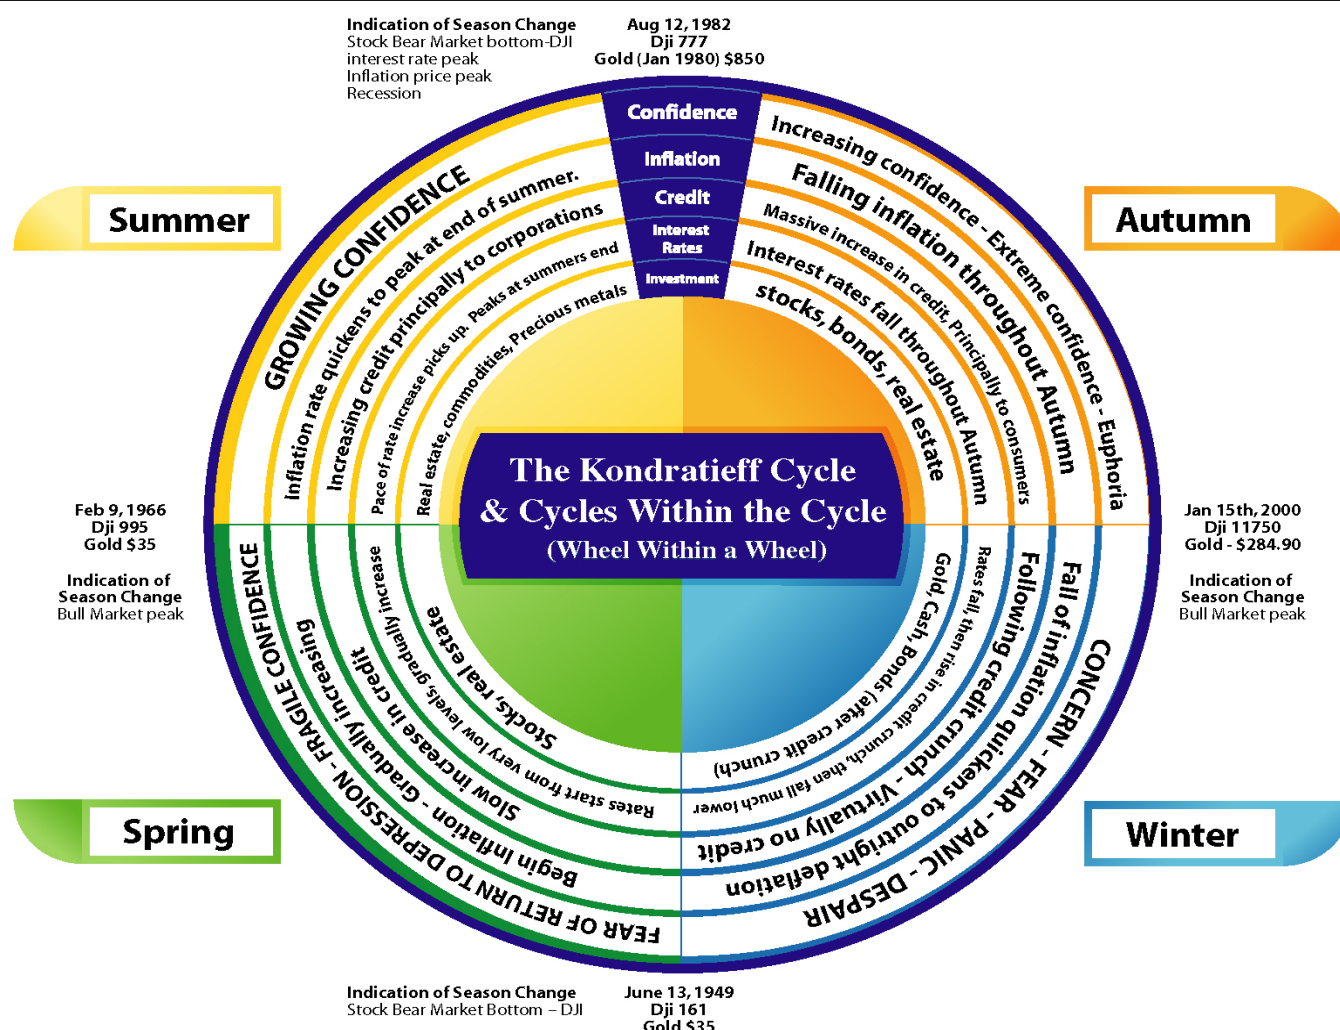 Indication of Season Change
Stock Bear Market bottom-DJI
interest rate peak
Inflation price peak
Recession
Aug 12, 1982
Dji 777
Gold (Jan 1980) $850
Confidence
Inflation
Credit
Interest
Rates
Investment
Summer
GROWING CONFIDENCE
Inflation rate quickens to peak at end of summer.
Increasing credit principally to corporations
Pace of rate increase picks up. Peaks at summers end
Real estate, commodities, Precious metals
Autumn
Increasing confidence - Extreme confidence - Euphoria
Falling inflation throughout Autumn
Massive increase in credit, Principally to consumers
Interest rates fall throughout Autumn
stocks, bonds, real estate
The Kondratieff Cycle
& Cycles Within the Cycle
(Wheel Within a Wheel)
Feb 9, 1966
Dji 995
Gold $35
Indication of
Season Change
Bull Market peak
Jan 15th, 2000
Dji 11750
Gold - $284.90
Indication of
Season Change
Bull Market peak
Spring
FEAR OF RETURN TO DEPRESSION - FRAGILE CONFIDENCE
Begin Inflation - Gradually increasing
Slow increase in credit
Rates start from very low levels, gradually increase
Stocks, real estate
Winter
CONCERN - FEAR - PANIC - DESPAIR
Fall of inflation quickens to outright deflation
Following credit crunch - Virtually no credit
Rates fall, then rise in credit crunch, then fall much lower
Gold, Cash, Bonds (after credit crunch)
Indication of Season Change
Stock Bear Market Bottom – DJI
June 13, 1949
Dji 161
Gold $35